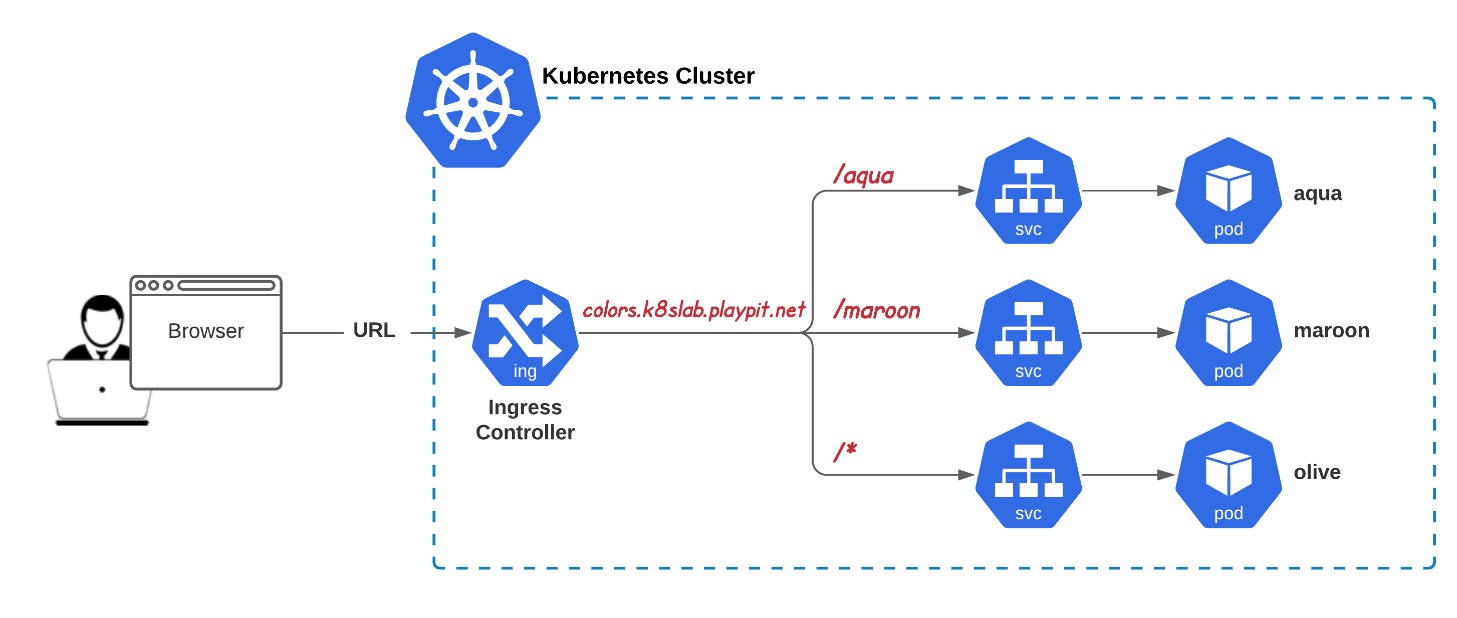 Kubernetes Cluster
/aqua
svc
pod
aqua
Browser
URL
ing
Ingress
Controller
colors.k8slab.playpit.net
/maroon
svc
pod
maroon
/*
svc
pod
olive